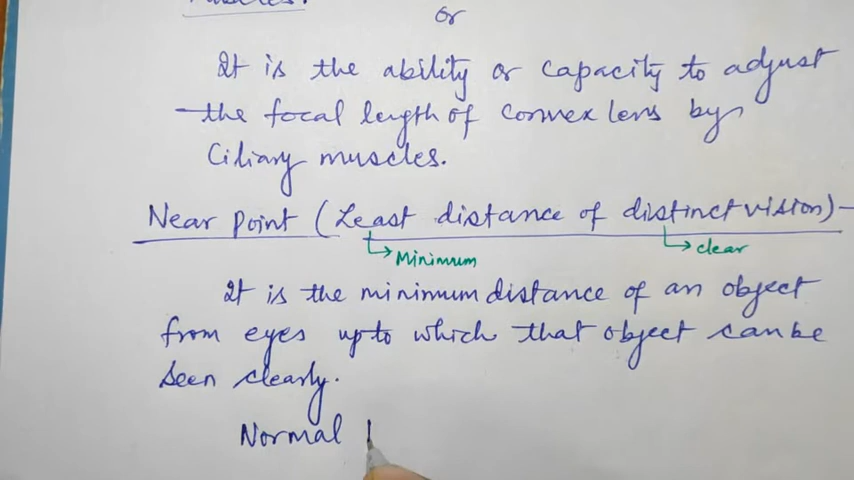 or
It is the ability or capacity to adjust
the focal length of convex lens by
Ciliary muscles.
Near point (Least distance of distinct vision)-
Minimum clear
It is the minimum distance of an object
from eyes upto which that object can be
seen clearly.
Normal